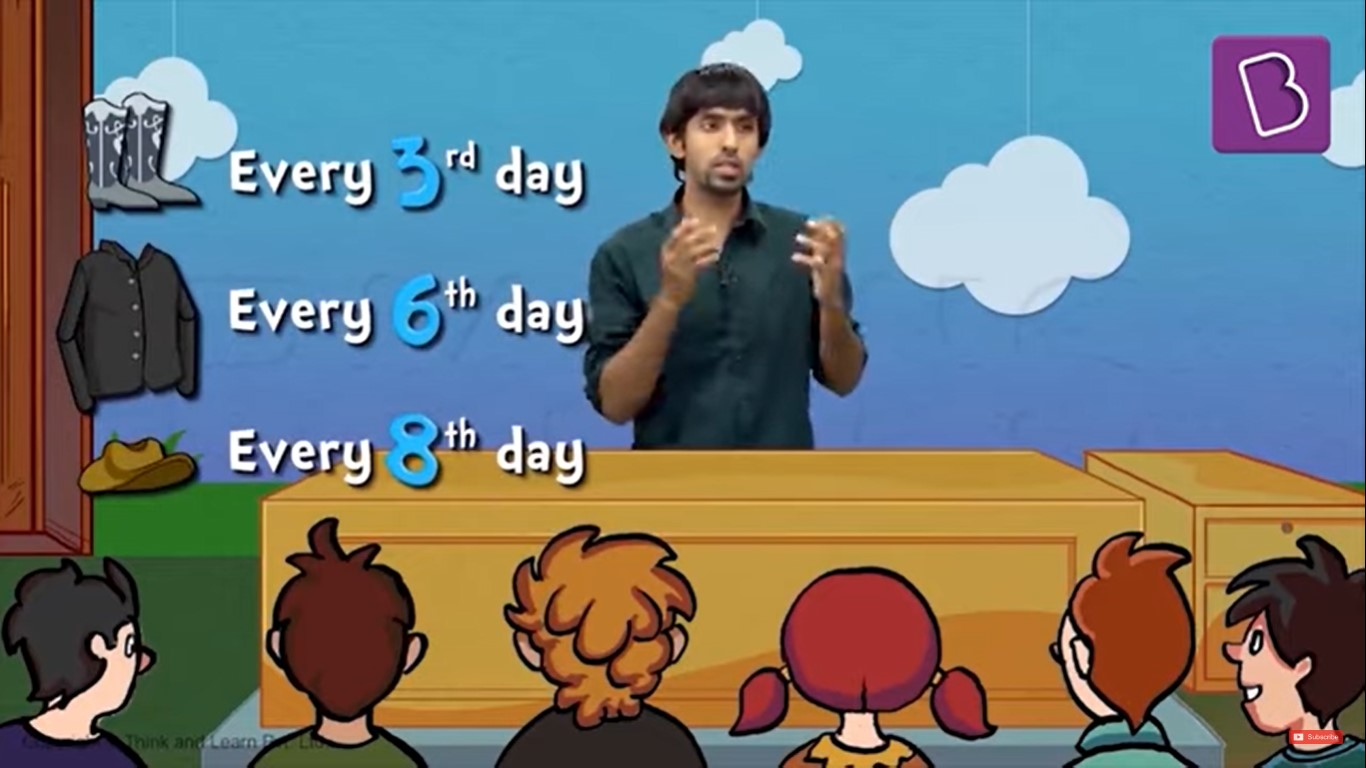 Every 3rd day
Every 6th day
Every 8th day
B
Think and Learn
Subscribe